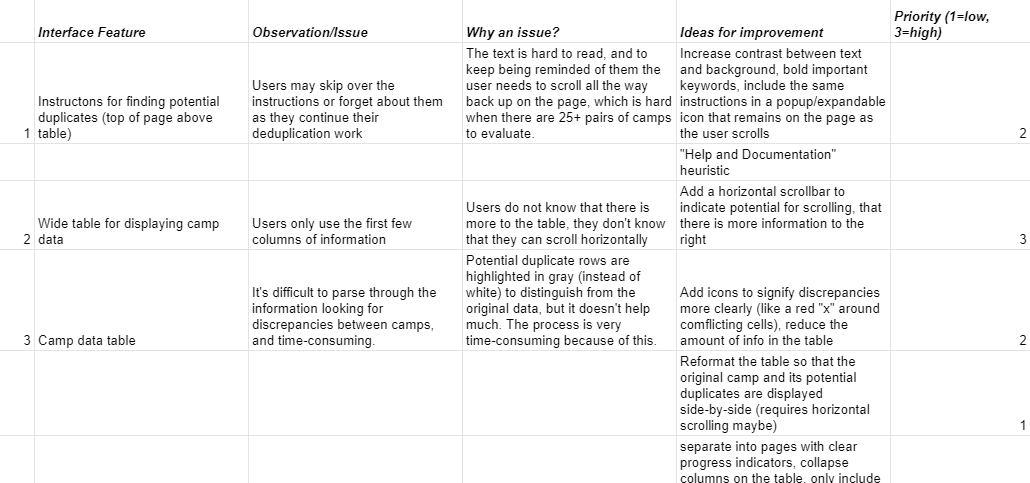 Interface Feature
Observation/Issue
Why an issue?
Ideas for improvement
Priority (1=low,
3=high)
1
Instructons for finding potential
duplicates (top of page above
table)
Users may skip over the
instructions or forget about them
as they continue their
deduplication work
The text is hard to read, and to
keep being reminded of them the
user needs to scroll all the way
back up on the page, which is hard
when there are 25+ pairs of camps
to evaluate.
Increase contrast between text
and background, bold important
keywords, include the same
instructions in a popup/expandable
icon that remains on the page as
the user scrolls
2
"Help and Documentation"
heuristic
2
Wide table for displaying camp
data
Users only use the first few
columns of information
Users do not know that there is
more to the table, they don't know
that they can scroll horizontally
Add a horizontal scrollbar to
indicate potential for scrolling, that
there is more information to the
right
3
3
Camp data table
It's difficult to parse through the
information looking for
discrepancies between camps,
and time-consuming.
Potential duplicate rows are
highlighted in gray (instead of
white) to distinguish from the
original data, but it doesn't help
much. The process is very
time-consuming because of this.
Add icons to signify discrepancies
more clearly (like a red "x" around
comflicting cells), reduce the
amount of info in the table
2
Reformat the table so that the
original camp and its potential
duplicates are displayed
side-by-side (requires horizontal
scrolling maybe)
1
separate into pages with clear
progress indicators, collapse
columns on the table, only include